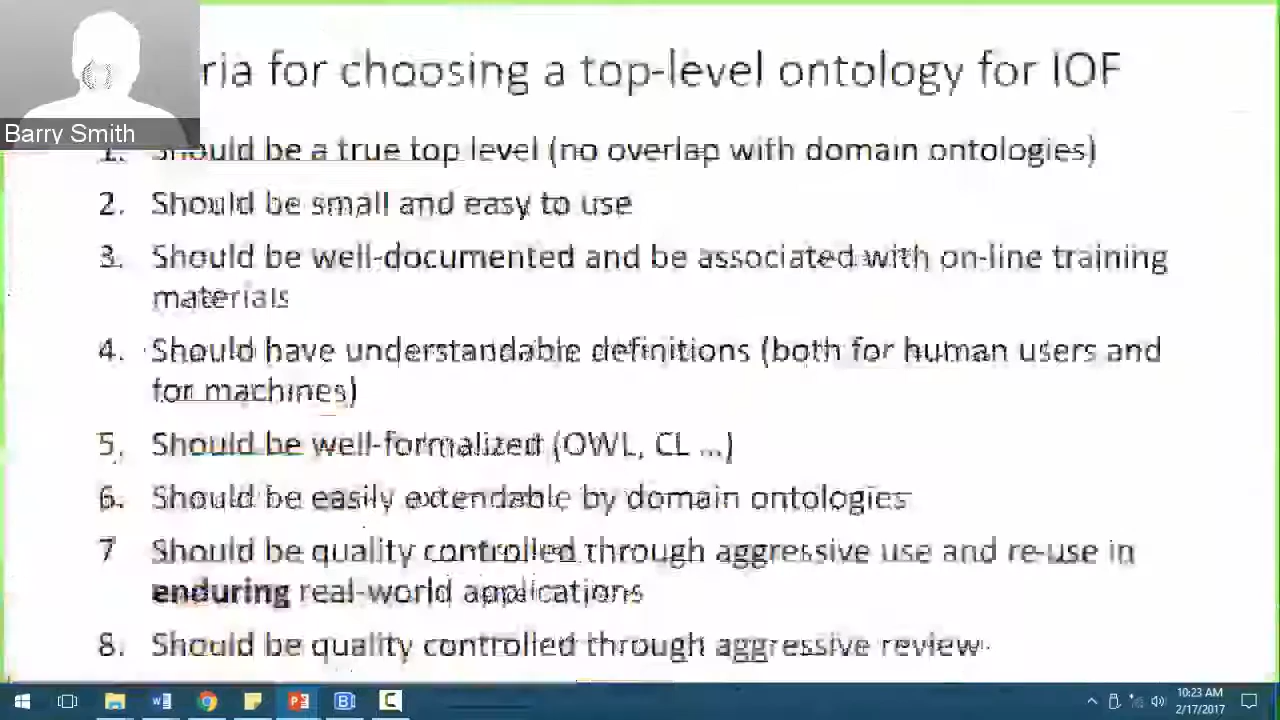 ria for choosing a top-level ontology for IOF
Barry Smith
1. Should be a true top level (no overlap with domain ontologies)
2. Should be small and easy to use
3. Should be well-documented and be associated with on-line training
materials
4. Should have understandable definitions (both for human users and
for machines)
5. Should be well-formalized (OWL, CL ...)
6. Should be easily extendable by domain ontologies
7 Should be quality controlled through aggressive use and re-use in
enduring real-world applications
8. Should be quality controlled through aggressive review
10:23 AM
2/17/2017